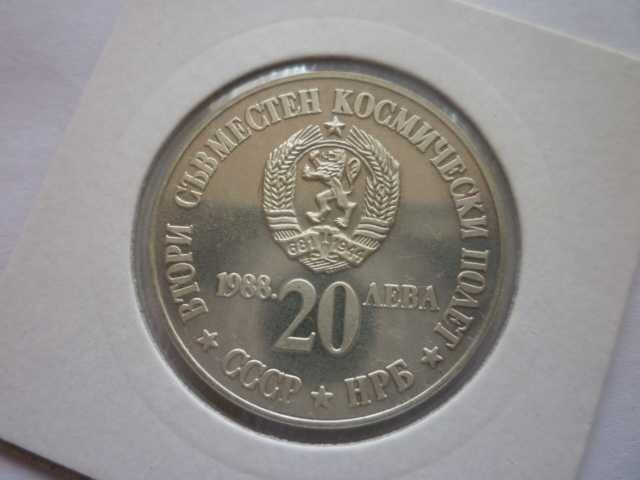 ВТОРИ СЪВМЕСТЕН КОСМИЧЕСКИ ПОЛЕТ
681 1944
1988. 20 ЛЕВА
★ СССР ★ НРБ ★